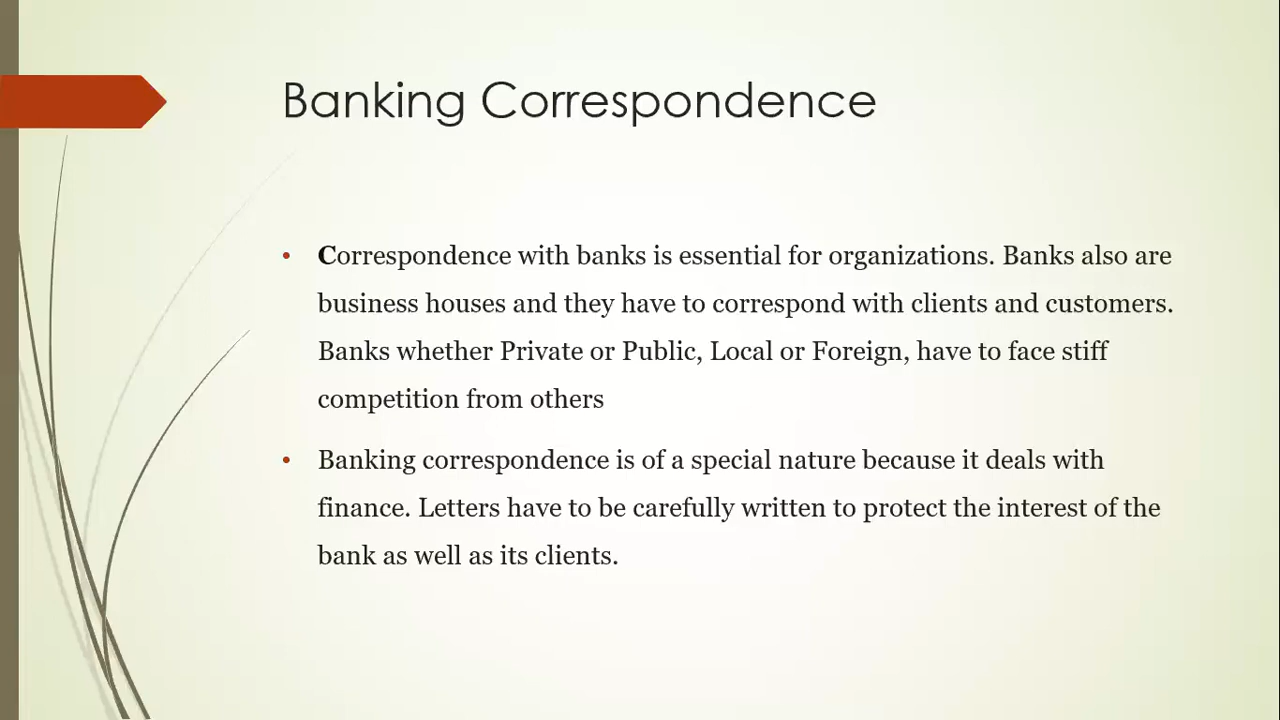 Banking Correspondence
• Correspondence with banks is essential for organizations. Banks also are
business houses and they have to correspond with clients and customers.
Banks whether Private or Public, Local or Foreign, have to face stiff
competition from others
• Banking correspondence is of a special nature because it deals with
finance. Letters have to be carefully written to protect the interest of the
bank as well as its clients.